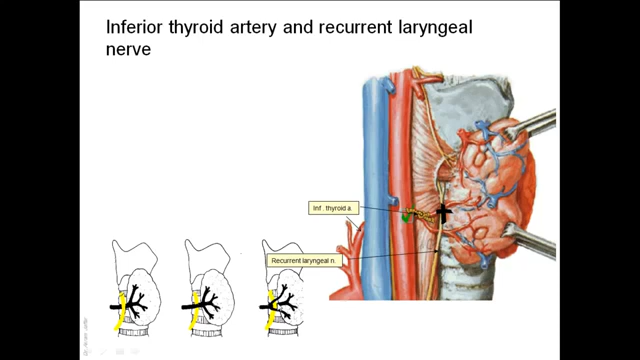 Inferior thyroid artery and recurrent laryngeal
nerve
Inf . thyroid a.
Recurrent laryngeal n.